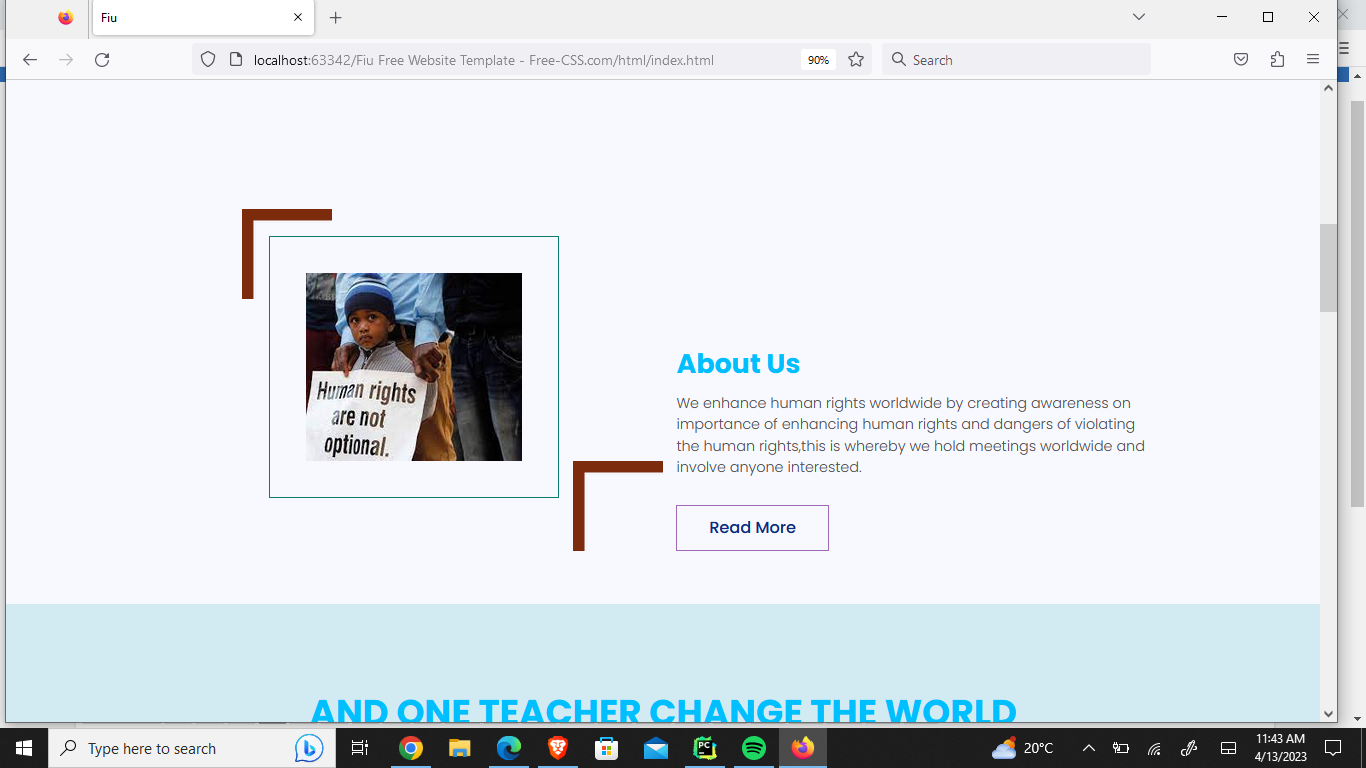 Fiu
localhost:63342/Fiu Free Website Template - Free-CSS.com/html/index.html
90%
Search
Human rights
are not
optional.
About Us
We enhance human rights worldwide by creating awareness on
importance of enhancing human rights and dangers of violating
the human rights,this is whereby we hold meetings worldwide and
involve anyone interested.
Read More
AND ONE TEACHER CHANGE THE WORLD
Type here to search
PC
20°C
11:43 AM
4/13/2023